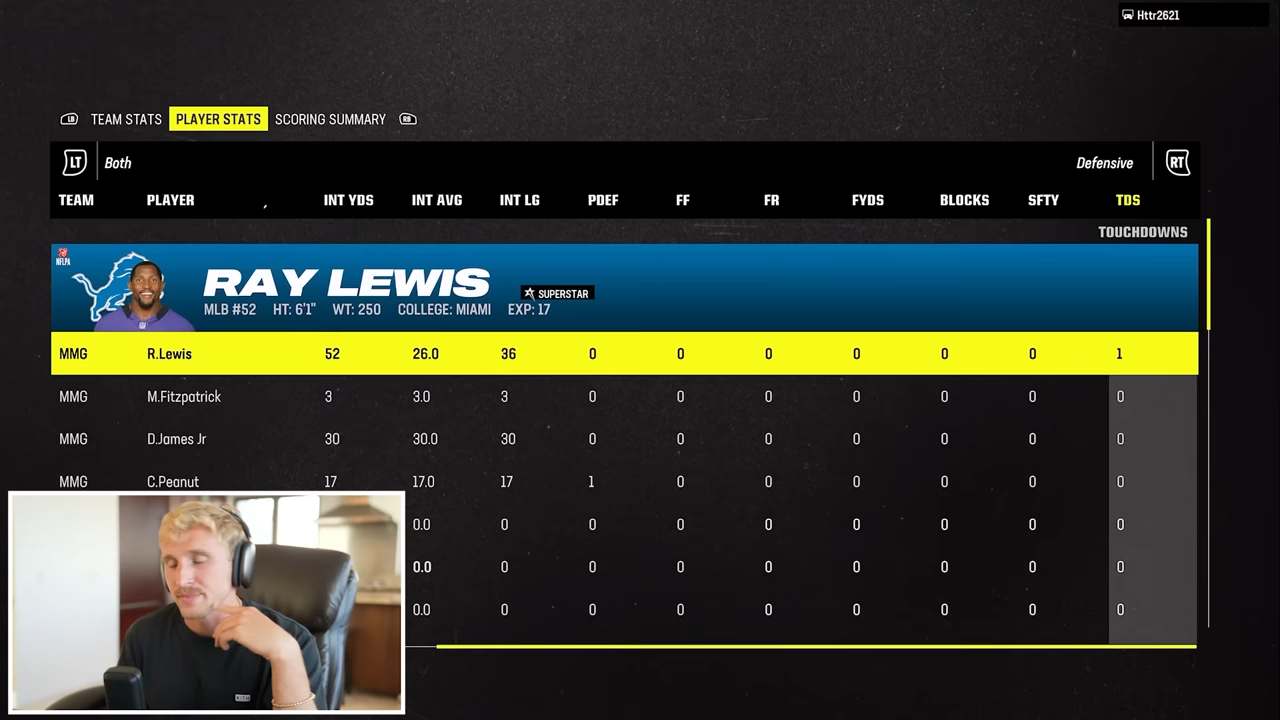 Httr2621
LB TEAM STATS PLAYER STATS SCORING SUMMARY RB
LT Both Defensive RT
TEAM PLAYER INT YDS INT AVG INT LG PDEF FF FR FYDS BLOCKS SFTY TDS
TOUCHDOWNS
NFLPA
RAY LEWIS SUPERSTAR
MLB #52 HT: 6'1" WT: 250 COLLEGE: MIAMI EXP: 17
MMG R.Lewis 52 26.0 36 0 0 0 0 0 0 1
MMG M.Fitzpatrick 3 3.0 3 0 0 0 0 0 0 0
MMG D.James Jr 30 30.0 30 0 0 0 0 0 0 0
MMG C.Peanut 17 17.0 17 1 0 0 0 0 0 0
0.0 0 0 0 0 0 0 0 0
0.0 0 0 0 0 0 0 0 0
0.0 0 0 0 0 0 0 0 0